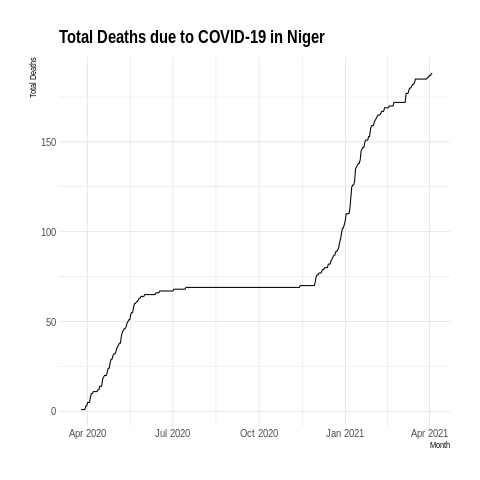 Total Deaths due to COVID-19 in Niger
Total Deaths
150
100
50
0
Apr 2020
Jul 2020
Oct 2020
Jan 2021
Apr 2021
Month